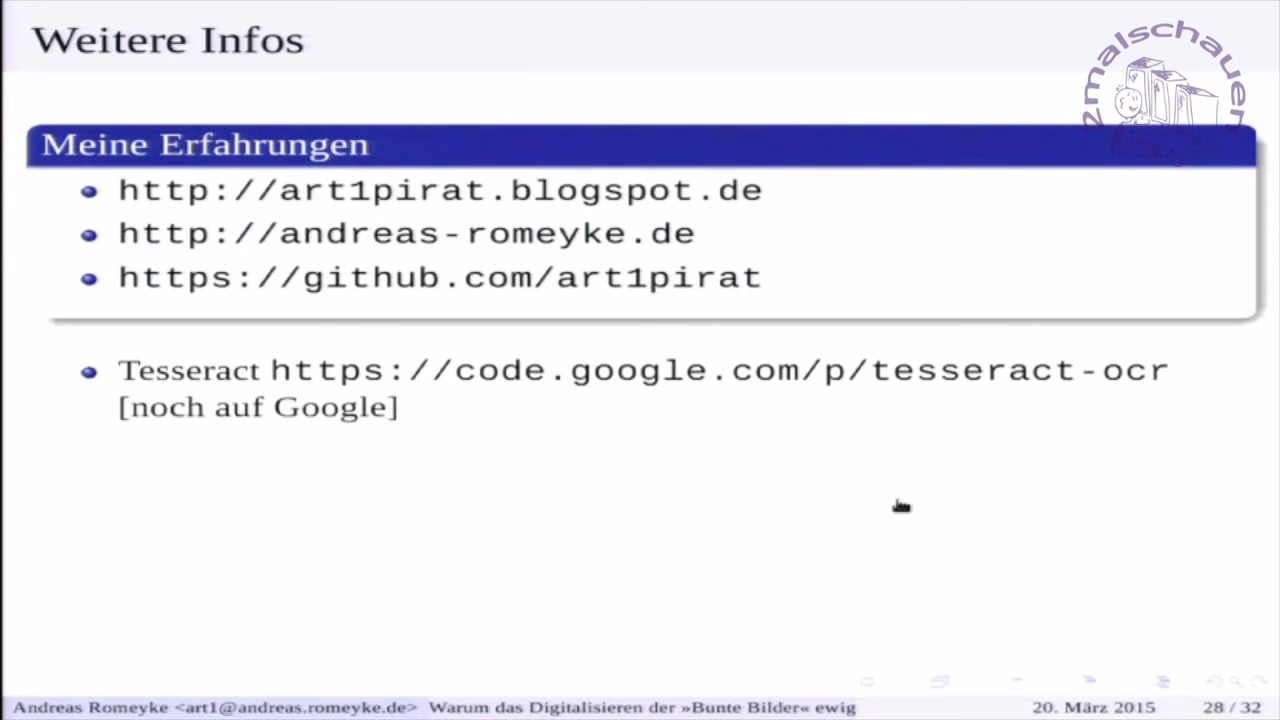 Weitere Infos
2malschauen
Meine Erfahrungen
http://art1pirat.blogspot.de
http://andreas-romeyke.de
https://github.com/art1pirat
Tesseract https://code.google.com/p/tesseract-ocr
[noch auf Google]
Andreas Romeyke <art1@andreas.romeyke.de> Warum das Digitalisieren der »Bunte Bilder« ewig 20. März 2015 28 / 32